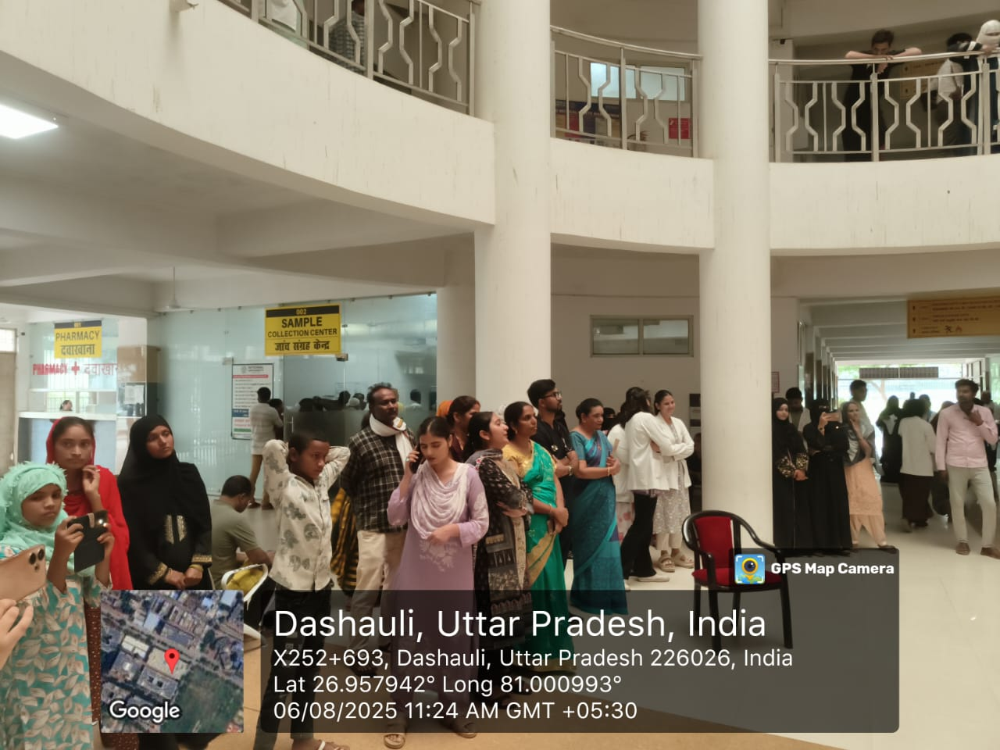 001
PHARMACY
दवाखाना
PHARMACY + दवाखाना
002
SAMPLE
COLLECTION CENTER
जांच संग्रह केन्द्र
GPS Map Camera
Dashauli, Uttar Pradesh, India
X252+693, Dashauli, Uttar Pradesh 226026, India
Lat 26.957942° Long 81.000993°
06/08/2025 11:24 AM GMT +05:30
Google